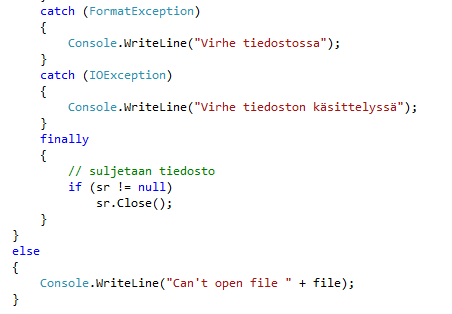 catch (FormatException)
{
Console.WriteLine("Virhe tiedostossa");
}
catch (IOException)
{
Console.WriteLine("Virhe tiedoston käsittelyssä");
}
finally
{
// suljetaan tiedosto
if (sr != null)
sr.Close();
}
}
else
{
Console.WriteLine("Can't open file " + file);
}